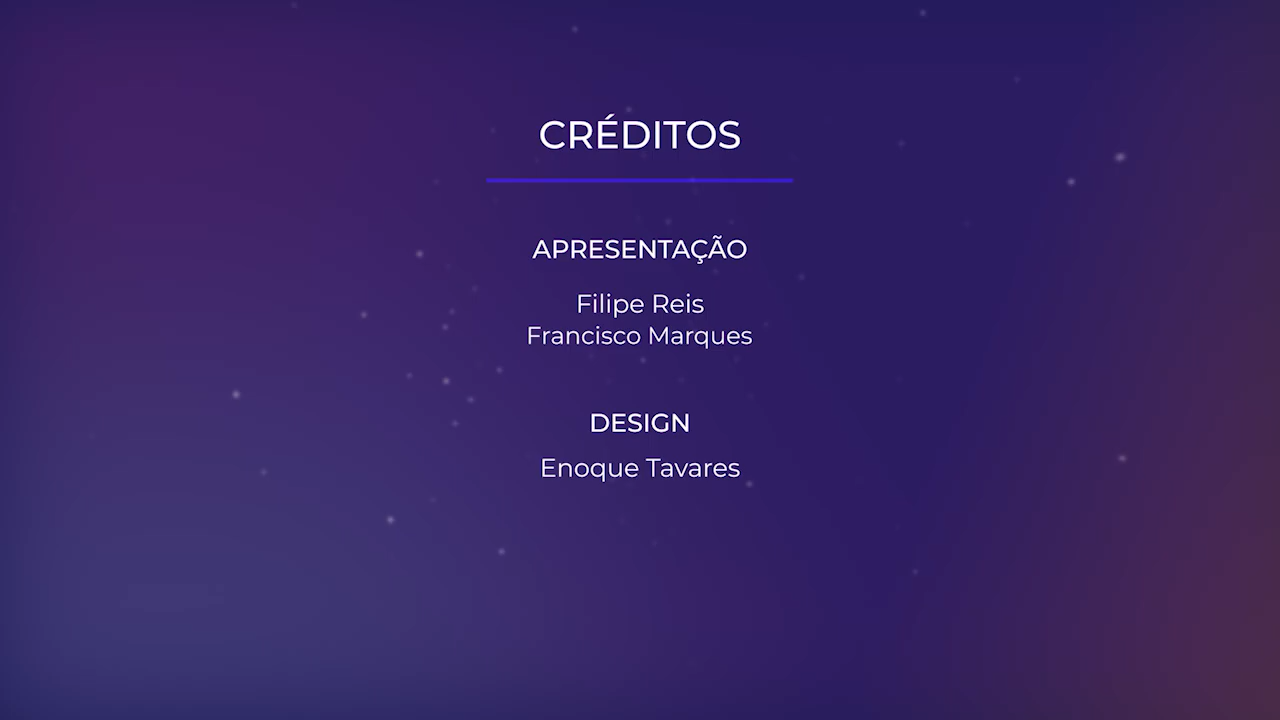 CRÉDITOS
APRESENTAÇÃO
Filipe Reis
Francisco Marques
DESIGN
Enoque Tavares